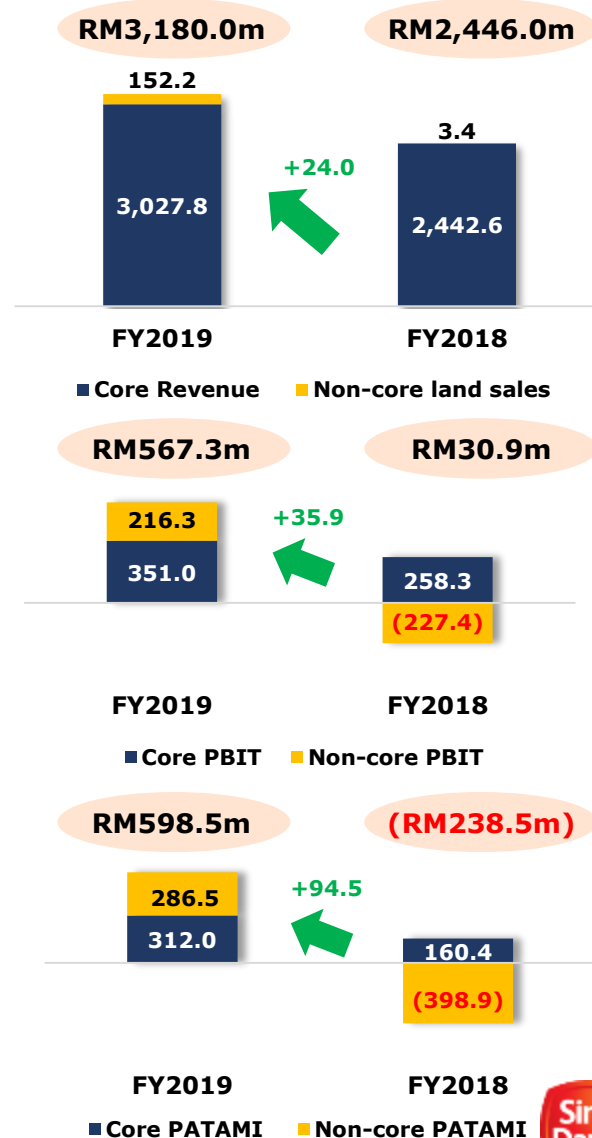 RM3,180.0m RM2,446.0m
152.2
3.4
+24.0
3,027.8
2,442.6
FY2019 FY2018
Core Revenue Non-core land sales
RM567.3m RM30.9m
216.3 +35.9
351.0 258.3
(227.4)
FY2019 FY2018
Core PBIT Non-core PBIT
RM598.5m (RM238.5m)
286.5 +94.5
312.0 160.4
(398.9)
FY2019 FY2018
Core PATAMI Non-core PATAMI